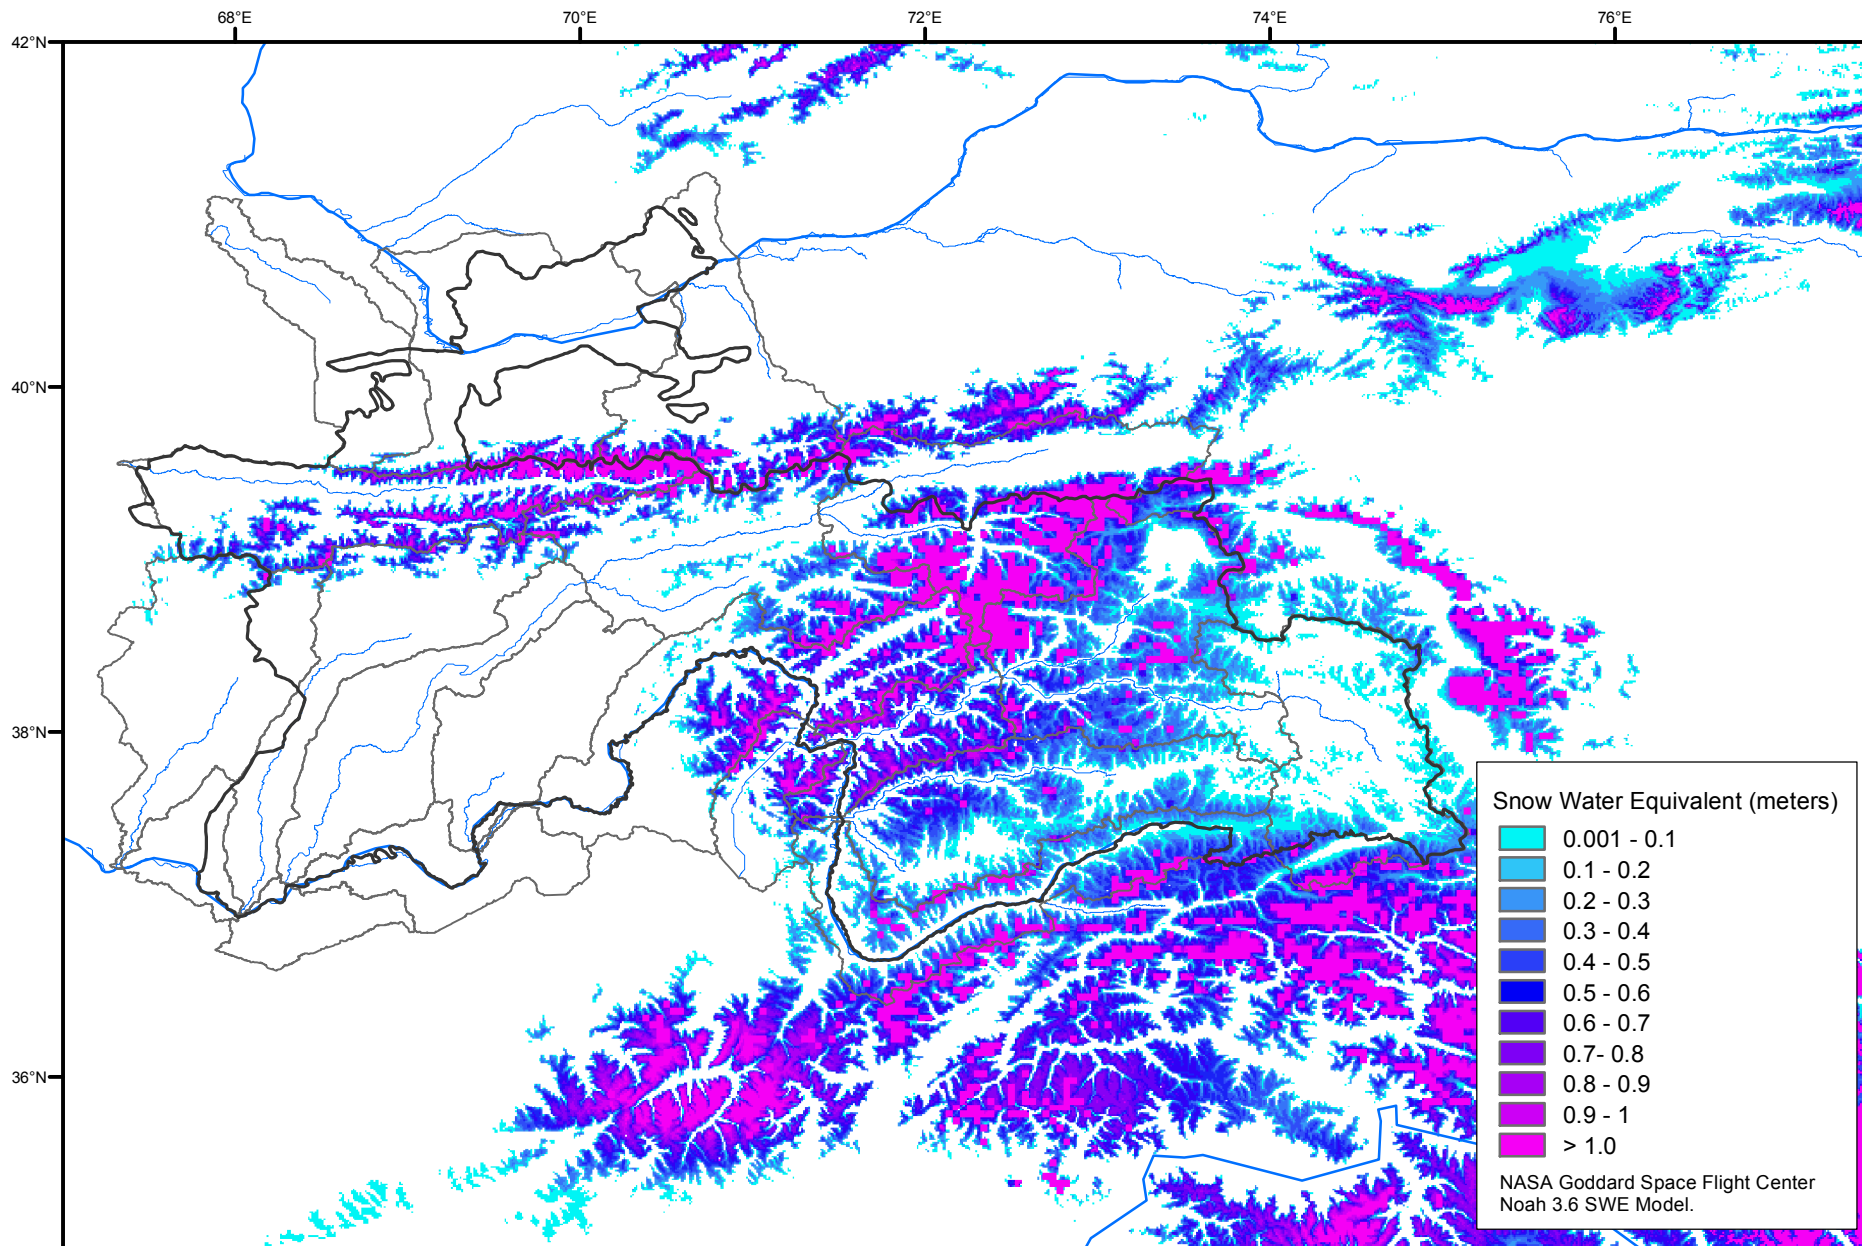 68°E 70°E 72°E 74°E 76°E
42°N
40°N
38°N
36°N
Snow Water Equivalent (meters)
0.001 - 0.1
0.1 - 0.2
0.2 - 0.3
0.3 - 0.4
0.4 - 0.5
0.5 - 0.6
0.6 - 0.7
0.7- 0.8
0.8 - 0.9
0.9 - 1
> 1.0
NASA Goddard Space Flight Center
Noah 3.6 SWE Model.